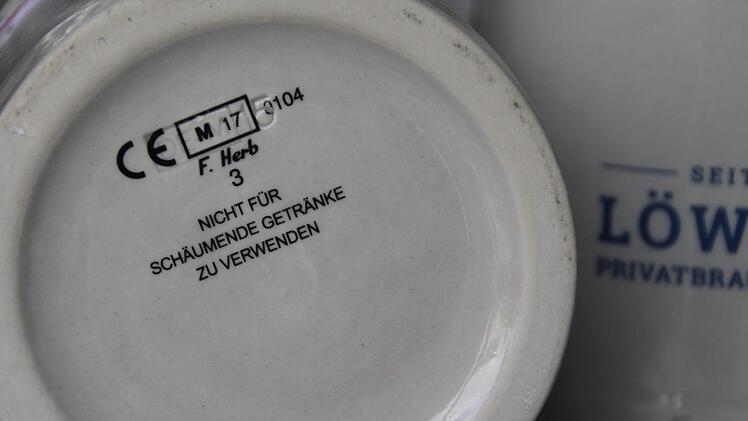 CE M 17 0104
F. Herb
3
NICHT FÜR
SCHÄUMENDE GETRÄNKE
ZU VERWENDEN
SEIT
LÖW
PRIVATBRA